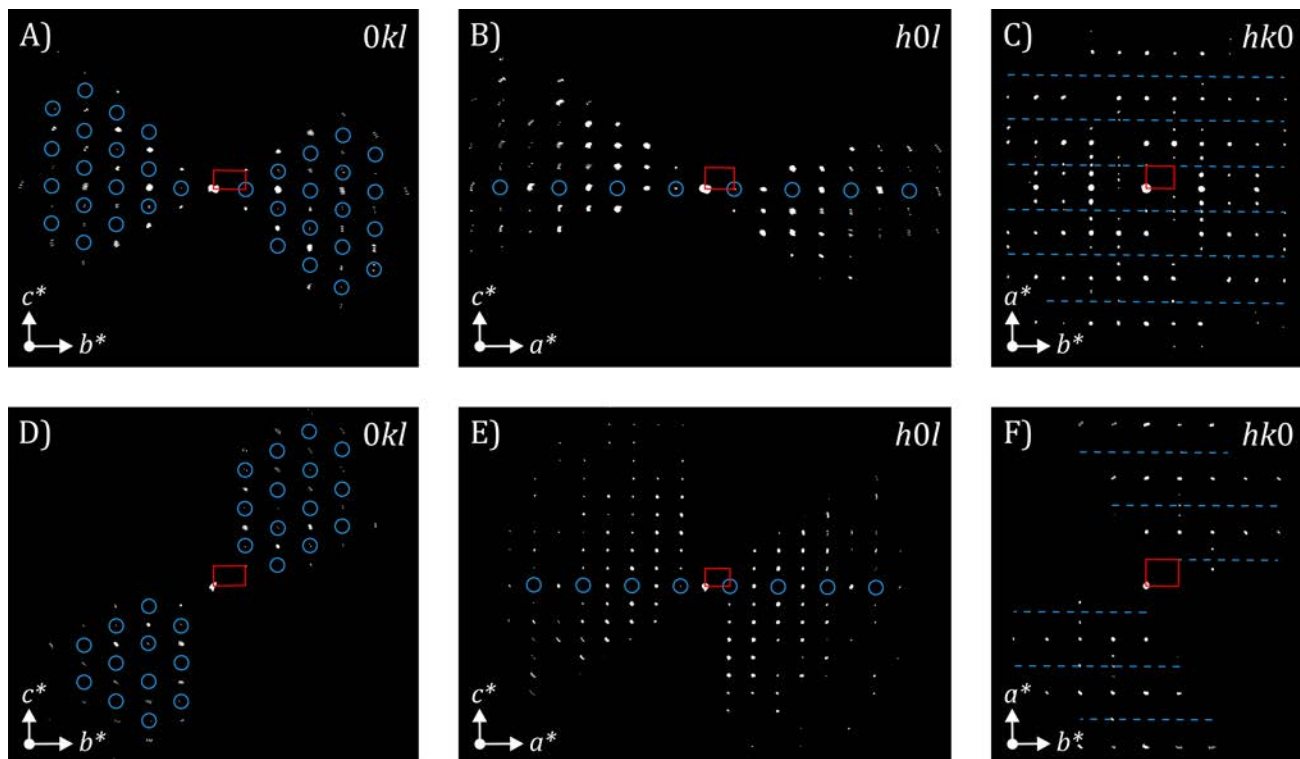 A) 0kl
c*
b*
B) h0l
c*
a*
C) hk0
a*
b*
D) 0kl
c*
b*
E) h0l
c*
a*
F) hk0
a*
b*